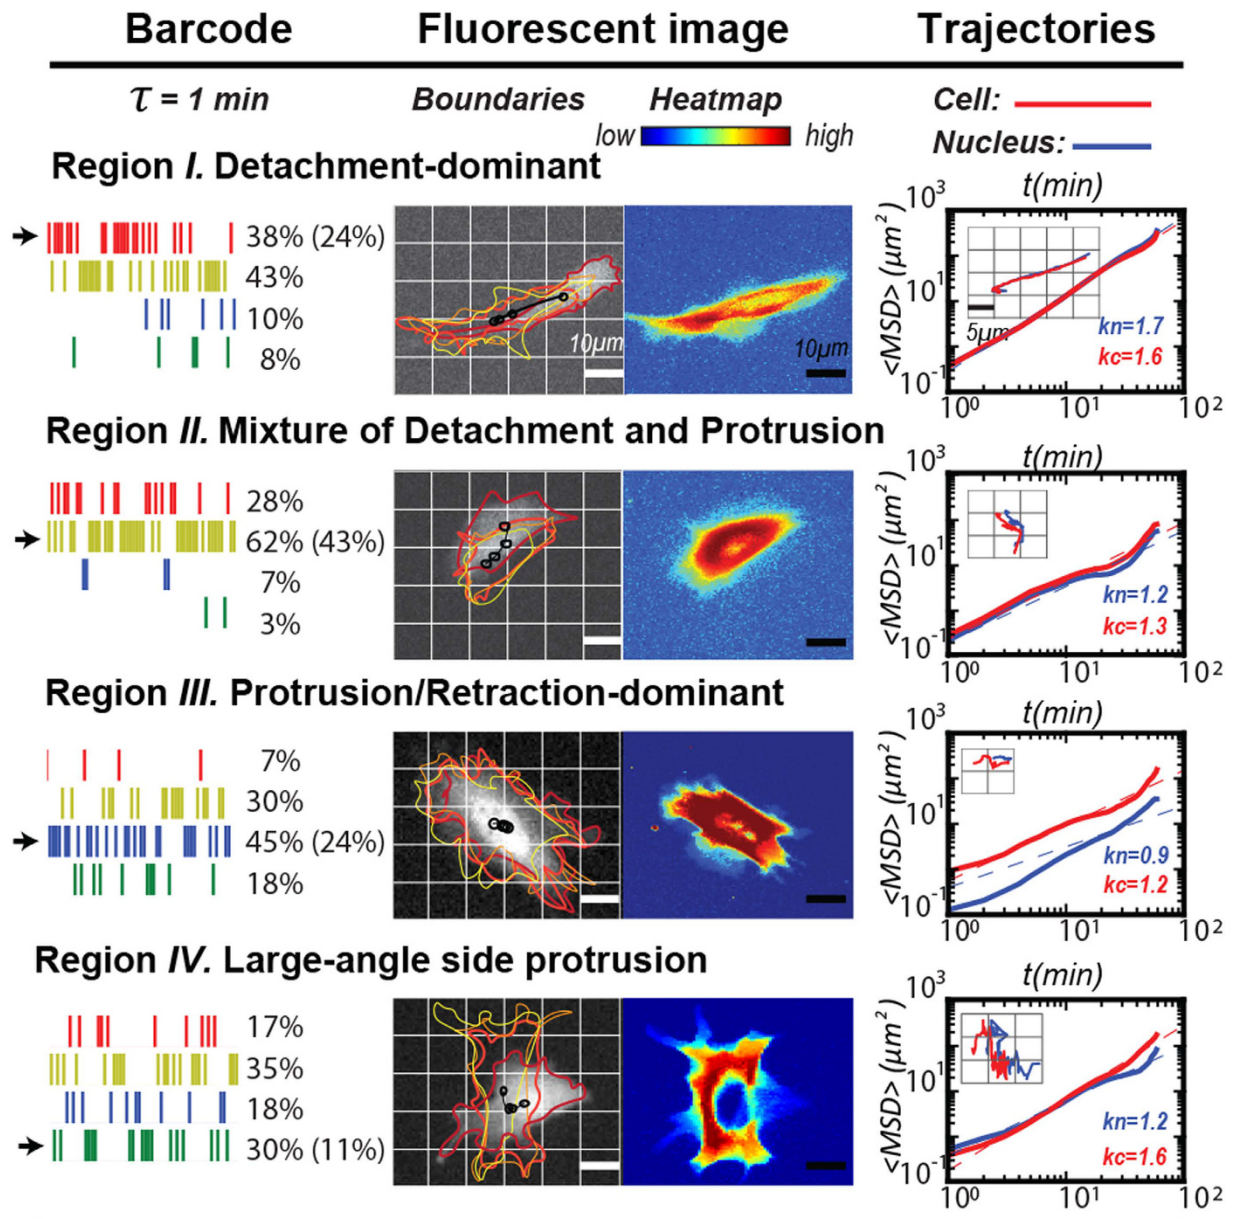 Barcode Fluorescent image Trajectories
τ = 1 min Boundaries Heatmap Cell:
low high Nucleus:
Region I. Detachment-dominant
38% (24%)
43%
10%
8%
10µm
10µm
t(min)
<MSD> (µm²)
10³
10¹
10⁻¹
5µm
kn=1.7
kc=1.6
10⁰ 10¹ 10²
Region II. Mixture of Detachment and Protrusion
28%
62% (43%)
7%
3%
t(min)
<MSD> (µm²)
10³
10¹
10⁻¹
kn=1.2
kc=1.3
10⁰ 10¹ 10²
Region III. Protrusion/Retraction-dominant
7%
30%
45% (24%)
18%
t(min)
<MSD> (µm²)
10³
10¹
10⁻¹
kn=0.9
kc=1.2
10⁰ 10¹ 10²
Region IV. Large-angle side protrusion
17%
35%
18%
30% (11%)
t(min)
<MSD> (µm²)
10³
10¹
10⁻¹
kn=1.2
kc=1.6
10⁰ 10¹ 10²